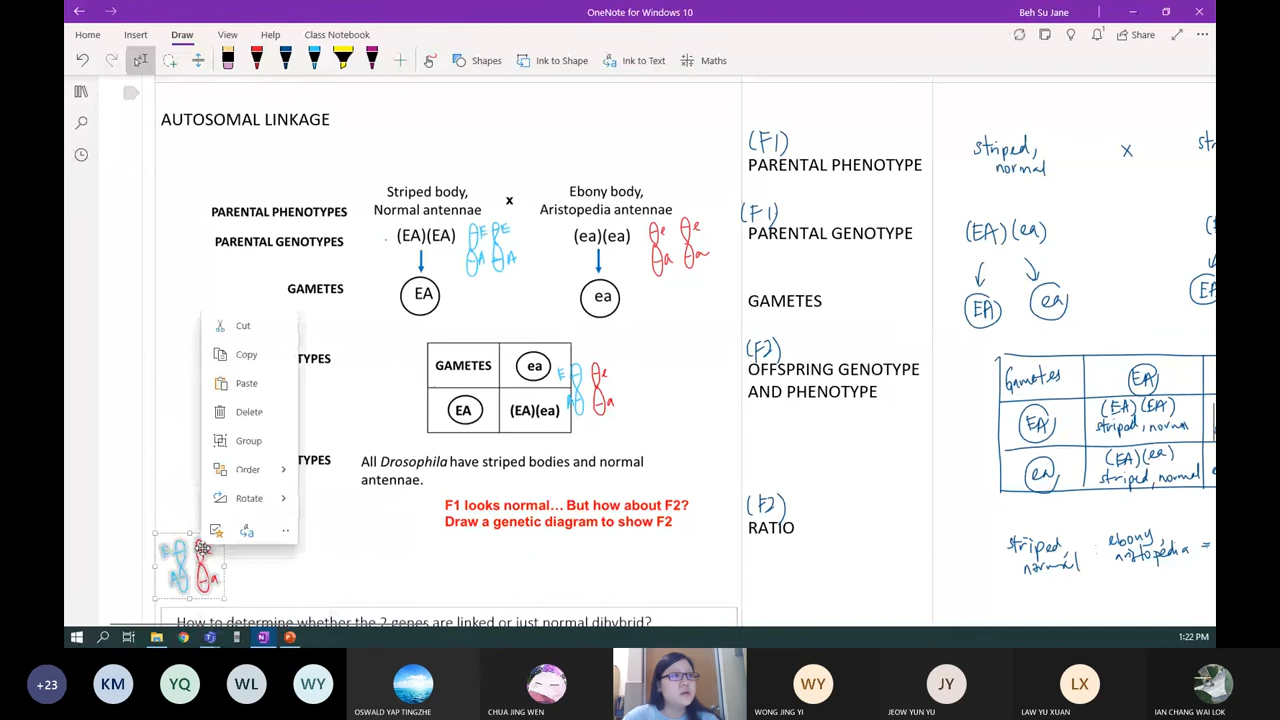 OneNote for Windows 10
Beh Su Jane
Home Insert Draw View Help Class Notebook
Share
Shapes
Ink to Shape
Ink to Text
Maths
AUTOSOMAL LINKAGE
Striped body,
Normal antennae
x
Ebony body,
Aristopedia antennae
PARENTAL PHENOTYPES
PARENTAL GENOTYPES
(EA)(EA)
E E
A A
(ea)(ea)
e e
a a
GAMETES
EA
ea
Cut
Copy
Paste
Delete
Group
Order
Rotate
TYPES
GAMETES
ea
EA
(EA)(ea)
E e
A a
TYPES
All Drosophila have striped bodies and normal
antennae.
F1 looks normal… But how about F2?
Draw a genetic diagram to show F2
E
A a
How to determine whether the 2 genes are linked or just normal dihybrid?
(F1)
PARENTAL PHENOTYPE
striped,
normal
x
(F1)
PARENTAL GENOTYPE
(EA)(ea)
GAMETES
EA
ea
EA
(F2)
OFFSPRING GENOTYPE
AND PHENOTYPE
Gametes
EA
EA
(EA)(EA)
striped, normal
ea
(EA)(ea)
striped, normal
(F2)
RATIO
striped,
normal
:
ebony,
aristopedia
=
1:22 PM
+23
KM
YQ
WL
WY
OSWALD YAP TINGZHE
CHUA JING WEN
WY
WONG JING YI
JY
JEOW YUN YU
LX
LAW YU XUAN
IAN CHANG WAI LOK